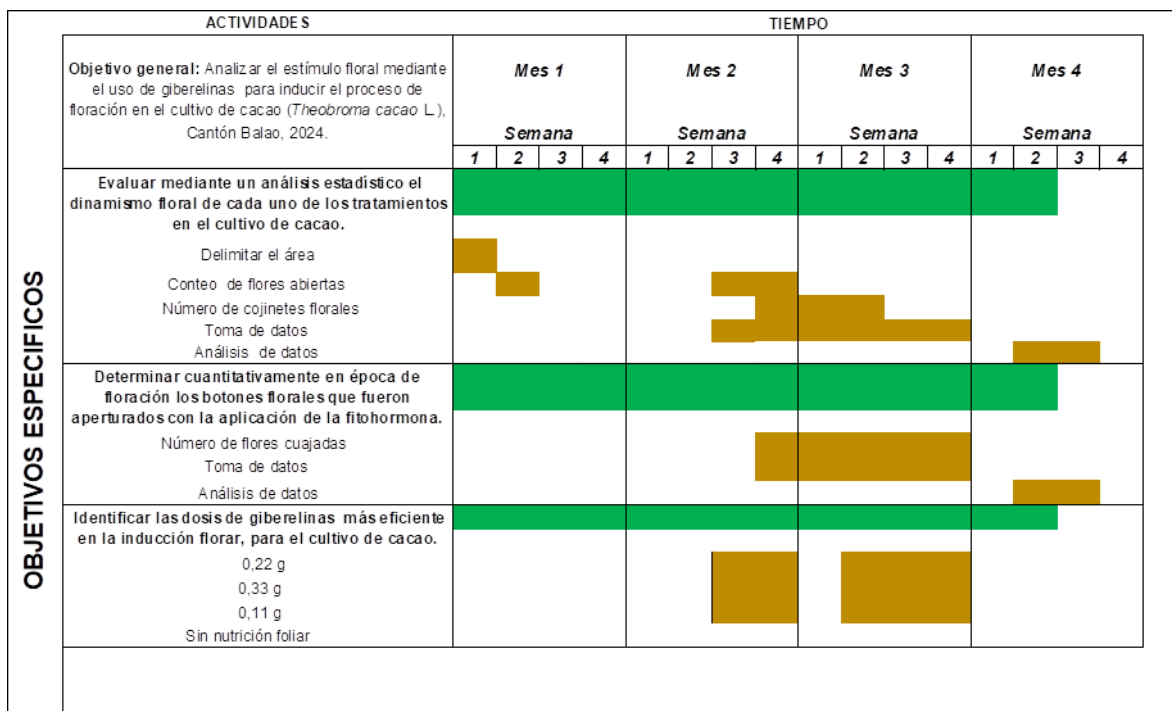 ACTIVIDADES
TIEMPO
Objetivo general: Analizar el estímulo floral mediante
el uso de giberelinas para inducir el proceso de
floración en el cultivo de cacao (Theobroma cacao L.),
Cantón Balao, 2024.
Mes 1
Mes 2
Mes 3
Mes 4
Semana
Semana
Semana
Semana
1 2 3 4 1 2 3 4 1 2 3 4 1 2 3 4
OBJETIVOS ESPECIFICOS
Evaluar mediante un análisis estadístico el
dinamismo floral de cada uno de los tratamientos
en el cultivo de cacao.
Delimitar el área
Conteo de flores abiertas
Número de cojinetes florales
Toma de datos
Análisis de datos
Determinar cuantitativamente en época de
floración los botones florales que fueron
aperturados con la aplicación de la fitohormona.
Número de flores cuajadas
Toma de datos
Análisis de datos
Identificar las dosis de giberelinas más eficiente
en la inducción florar, para el cultivo de cacao.
0,22 g
0,33 g
0,11 g
Sin nutrición foliar